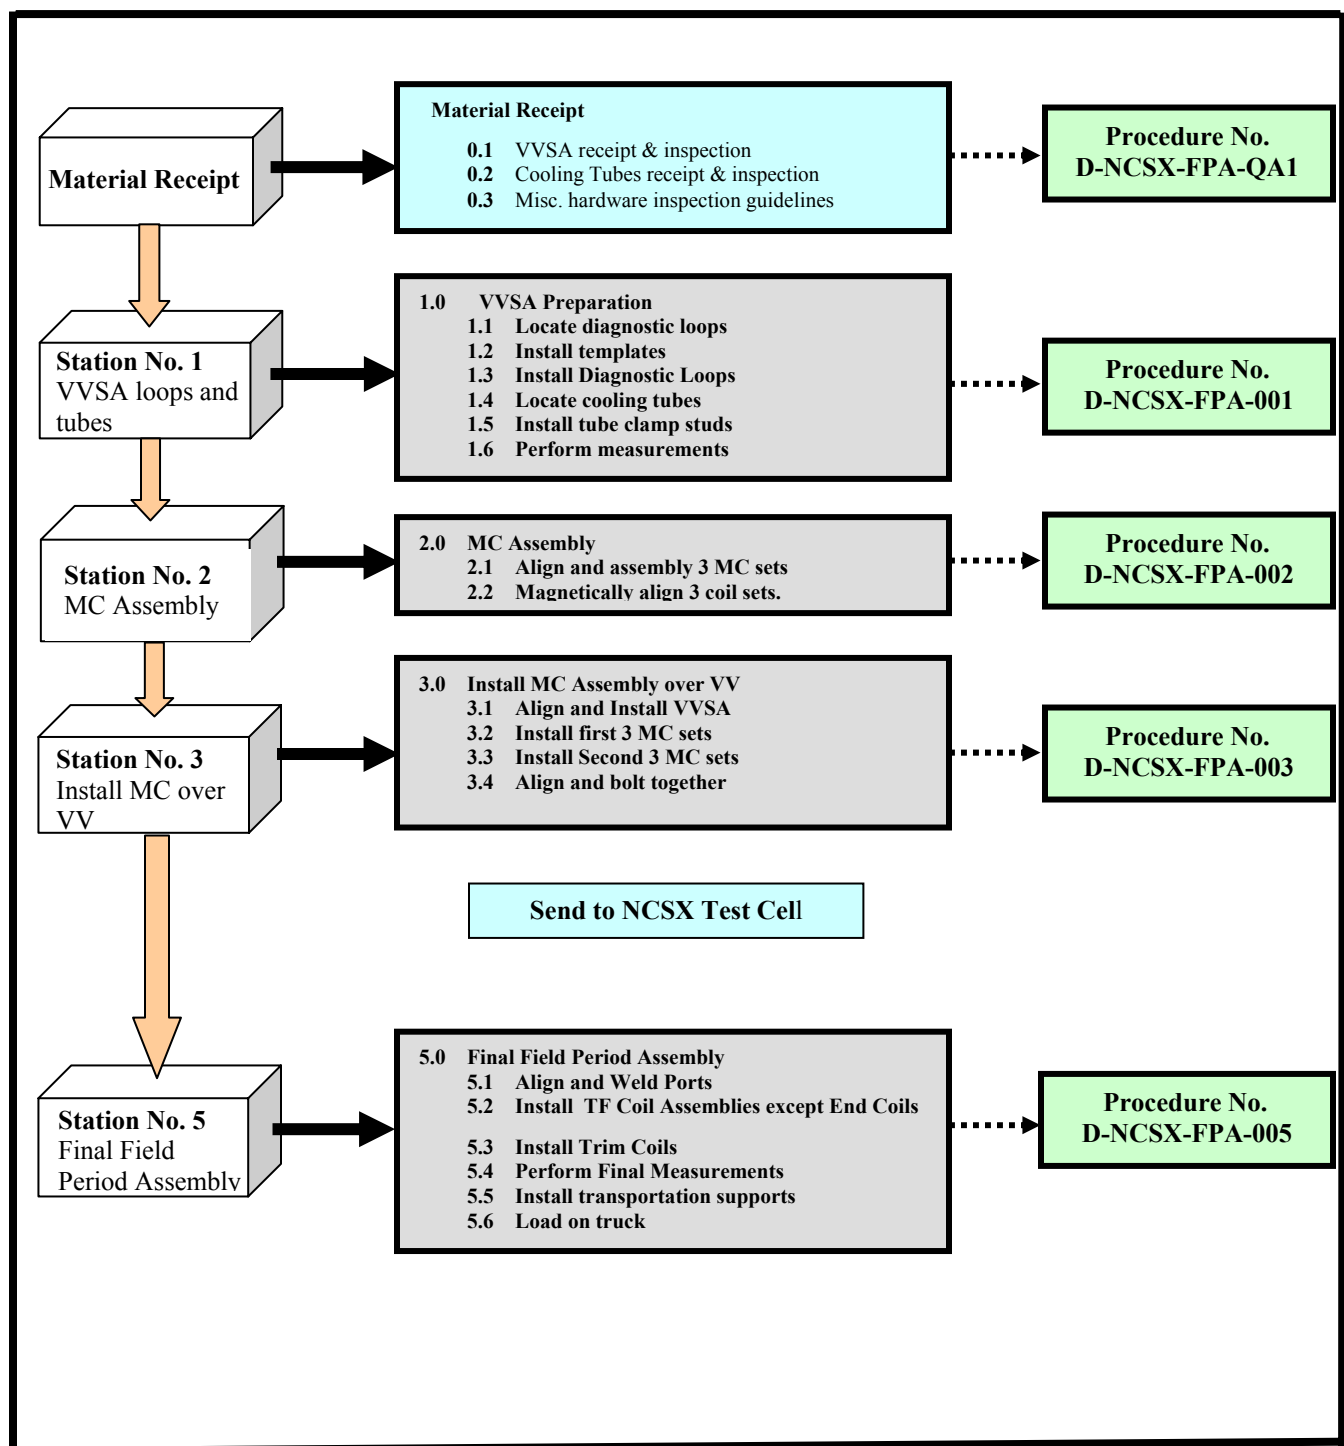 Material Receipt
Material Receipt
0.1 VVSA receipt & inspection
0.2 Cooling Tubes receipt & inspection
0.3 Misc. hardware inspection guidelines
Procedure No.
D-NCSX-FPA-QA1
Station No. 1
VVSA loops and
tubes
1.0 VVSA Preparation
1.1 Locate diagnostic loops
1.2 Install templates
1.3 Install Diagnostic Loops
1.4 Locate cooling tubes
1.5 Install tube clamp studs
1.6 Perform measurements
Procedure No.
D-NCSX-FPA-001
Station No. 2
MC Assembly
2.0 MC Assembly
2.1 Align and assembly 3 MC sets
2.2 Magnetically align 3 coil sets.
Procedure No.
D-NCSX-FPA-002
Station No. 3
Install MC over
VV
3.0 Install MC Assembly over VV
3.1 Align and Install VVSA
3.2 Install first 3 MC sets
3.3 Install Second 3 MC sets
3.4 Align and bolt together
Procedure No.
D-NCSX-FPA-003
Send to NCSX Test Cell
Station No. 5
Final Field
Period Assembly
5.0 Final Field Period Assembly
5.1 Align and Weld Ports
5.2 Install TF Coil Assemblies except End Coils
5.3 Install Trim Coils
5.4 Perform Final Measurements
5.5 Install transportation supports
5.6 Load on truck
Procedure No.
D-NCSX-FPA-005